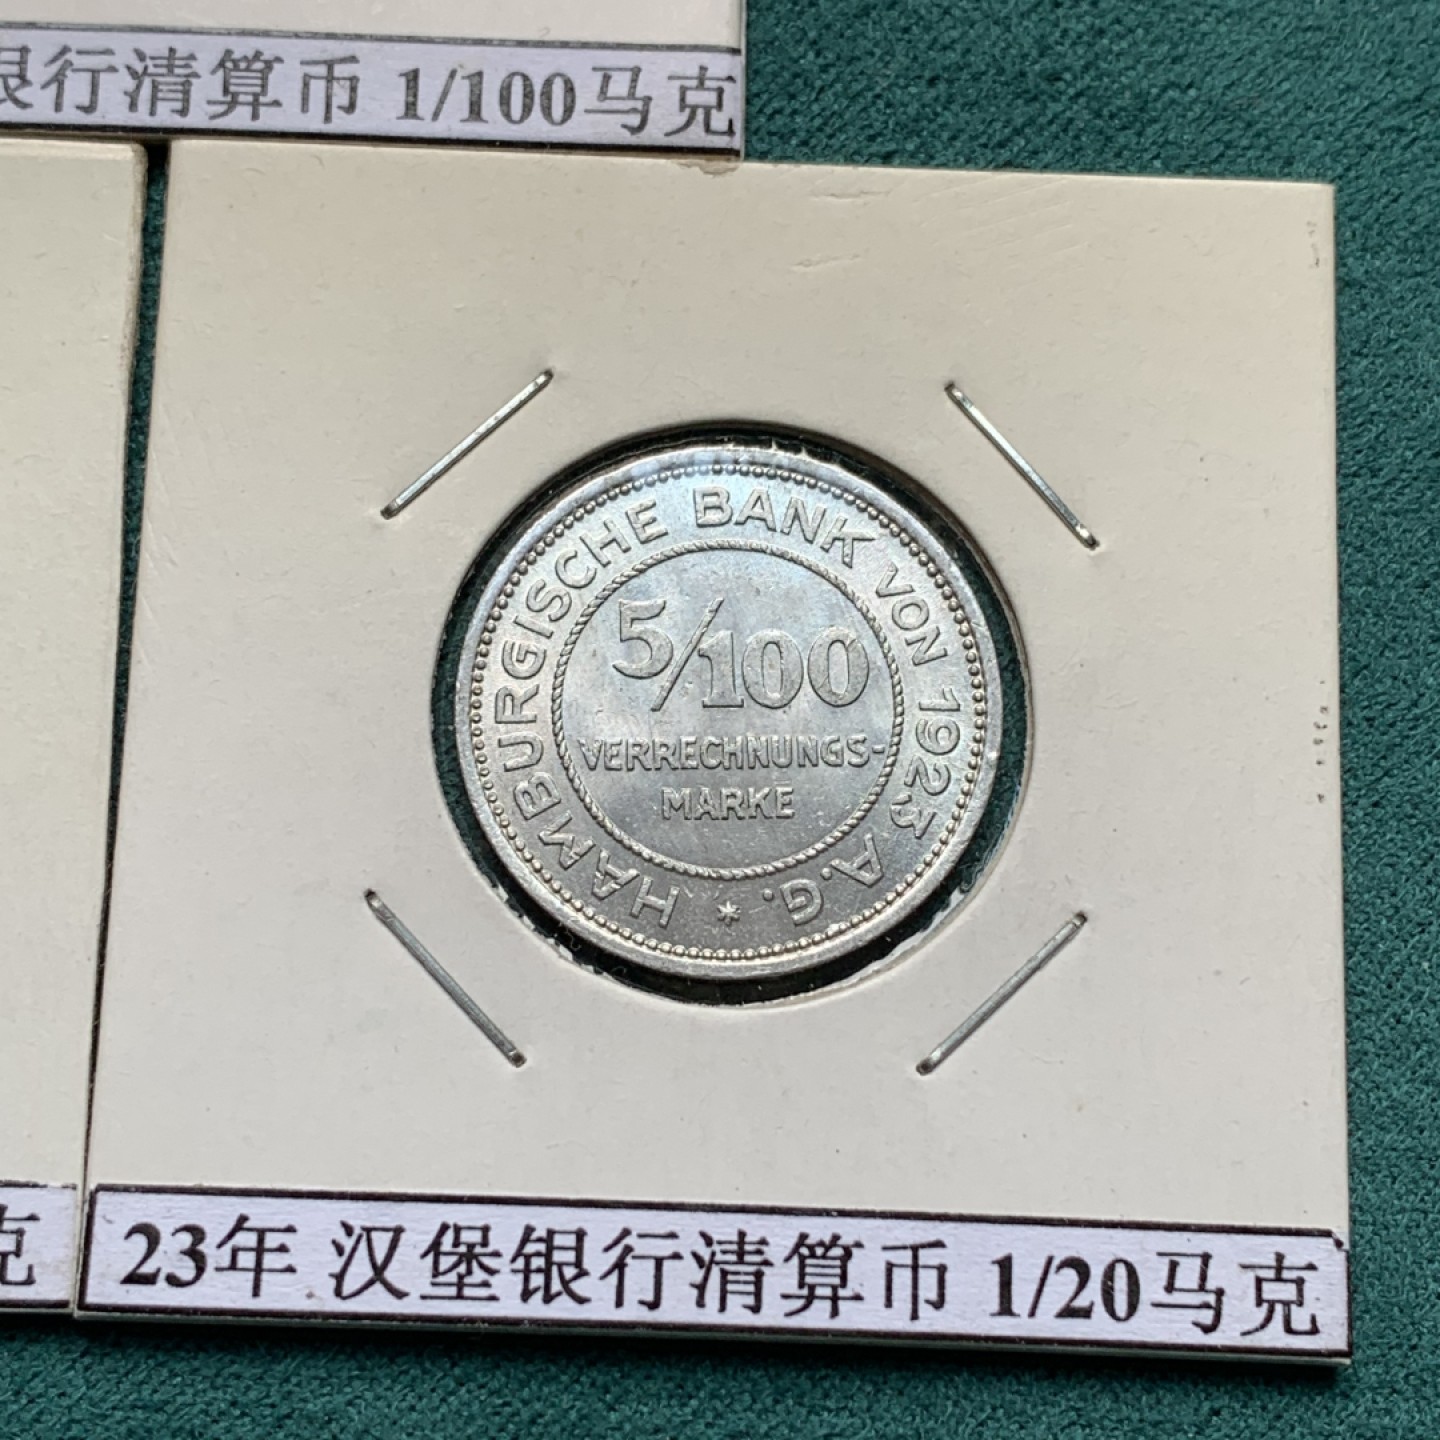 银行清算币 1/100马克
HAMBURGISCHE BANK VON 1923 A.G. *
5/100
VERRECHNUNGS-
MARKE
克
23年 汉堡银行清算币 1/20马克